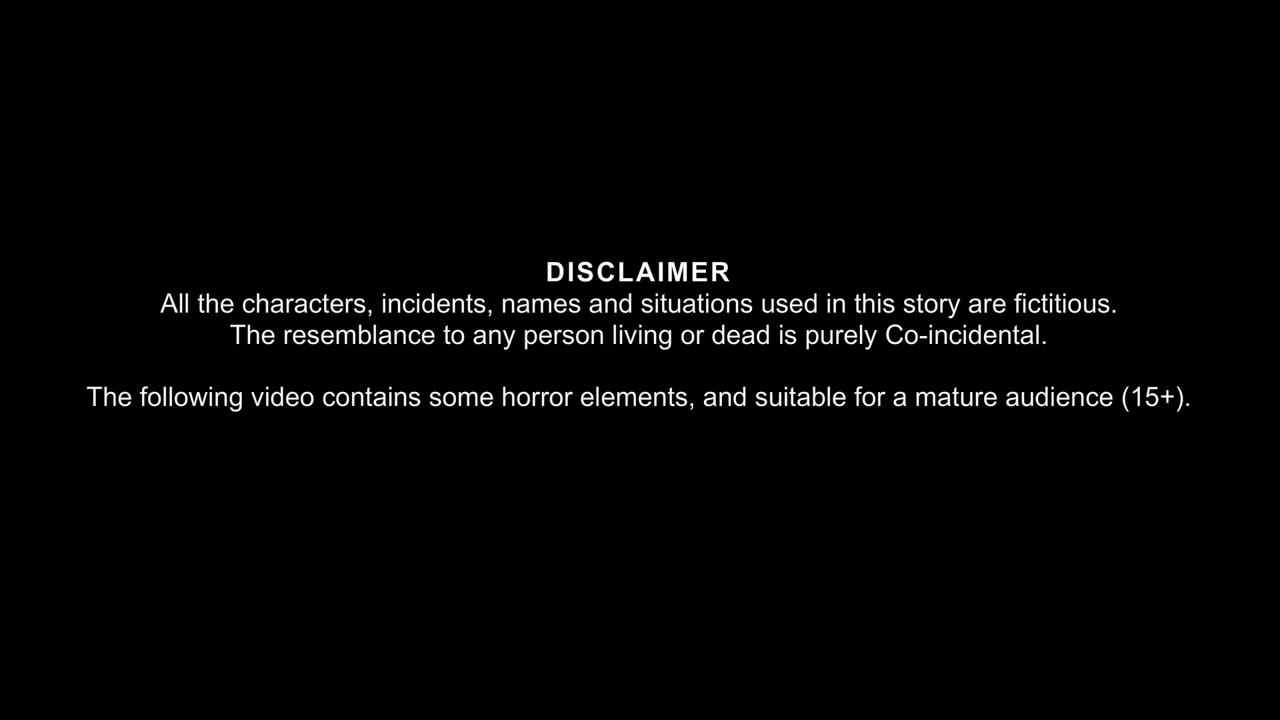 DISCLAIMER
All the characters, incidents, names and situations used in this story are fictitious.
The resemblance to any person living or dead is purely Co-incidental.
The following video contains some horror elements, and suitable for a mature audience (15+).